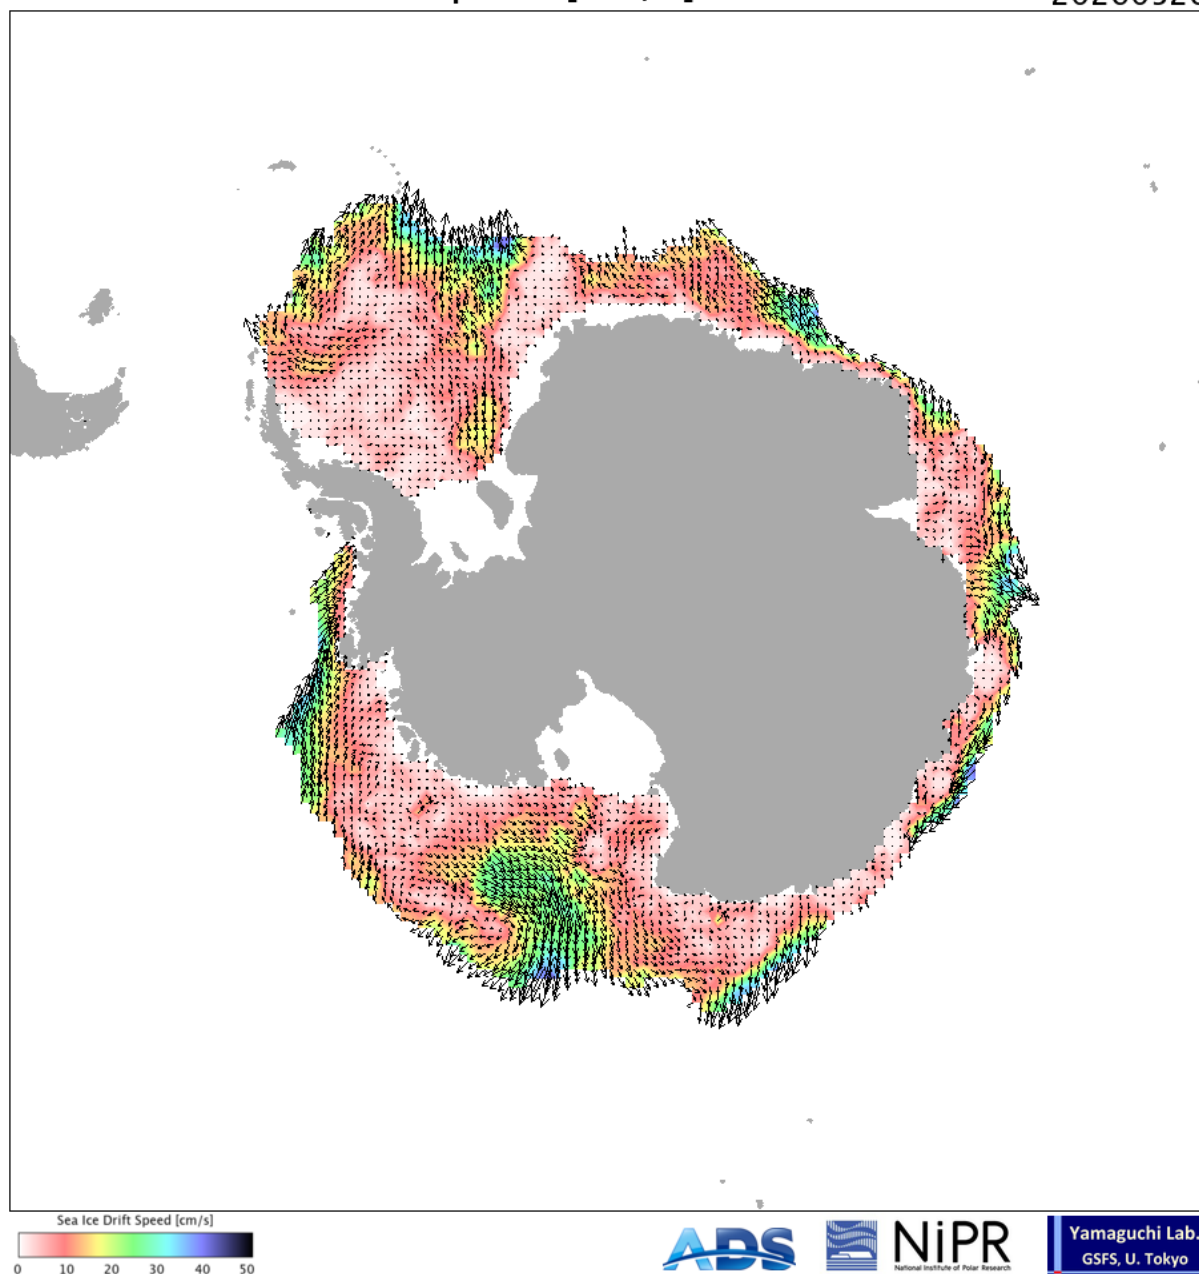 Sea Ice Drift Speed [cm/s]
0 10 20 30 40 50
ADS
NiPR
National Institute of Polar Research
Yamaguchi Lab.
GSFS, U. Tokyo